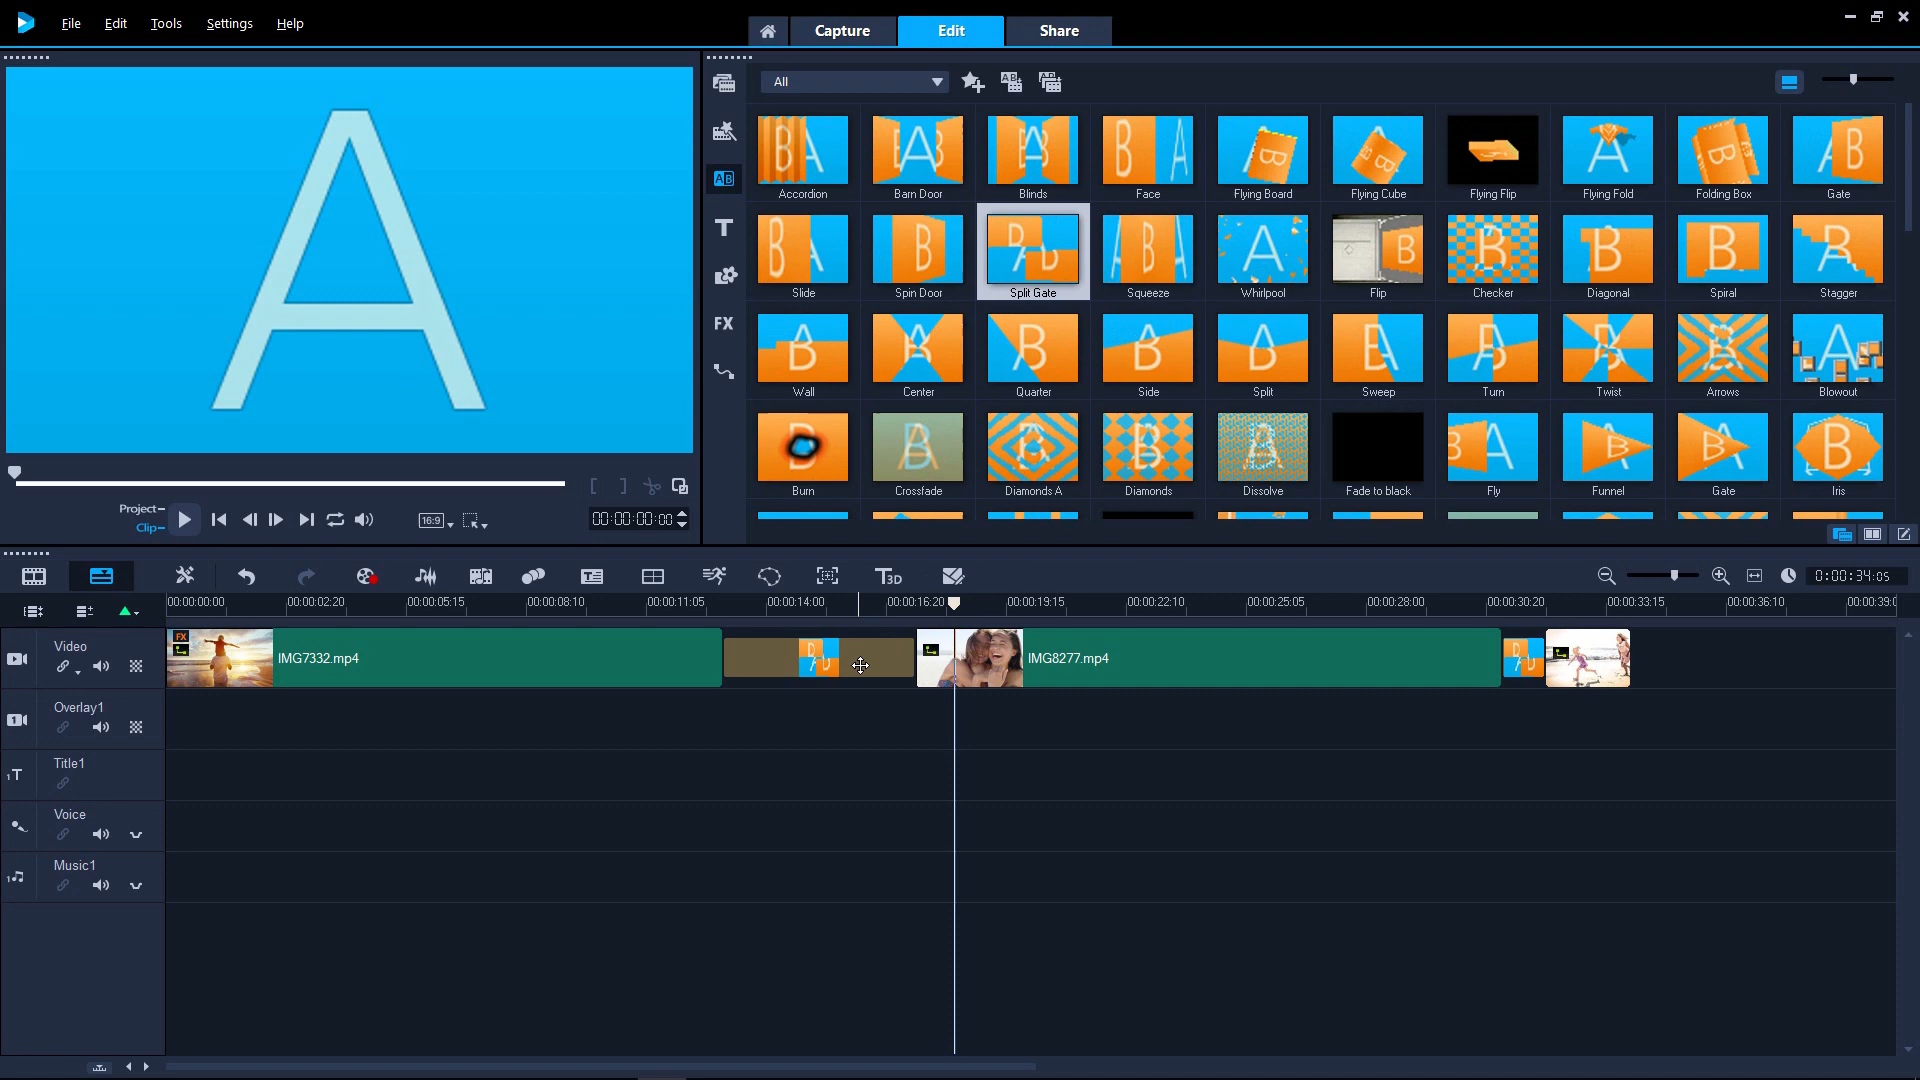 File Edit Tools Settings Help
Capture Edit Share
A
All
Accordion Barn Door Blinds Face Flying Board Flying Cube Flying Flip Flying Fold Folding Box Gate
Slide Spin Door Split Gate Squeeze Whirlpool Flip Checker Diagonal Spiral Stagger
Wall Center Quarter Side Split Sweep Turn Twist Arrows Blowout
Burn Crossfade Diamonds A Diamonds Dissolve Fade to black Fly Funnel Gate Iris
AB
T
FX
Project-
Clip-
16:9
00:00:00:00
T3D
0:00:34:05
00:00:00:00 00:00:02:20 00:00:05:15 00:00:08:10 00:00:11:05 00:00:14:00 00:00:16:20 00:00:19:15 00:00:22:10 00:00:25:05 00:00:28:00 00:00:30:20 00:00:33:15 00:00:36:10 00:00:39:0
Video
FX
IMG7332.mp4
IMG8277.mp4
Overlay1
Title1
Voice
Music1